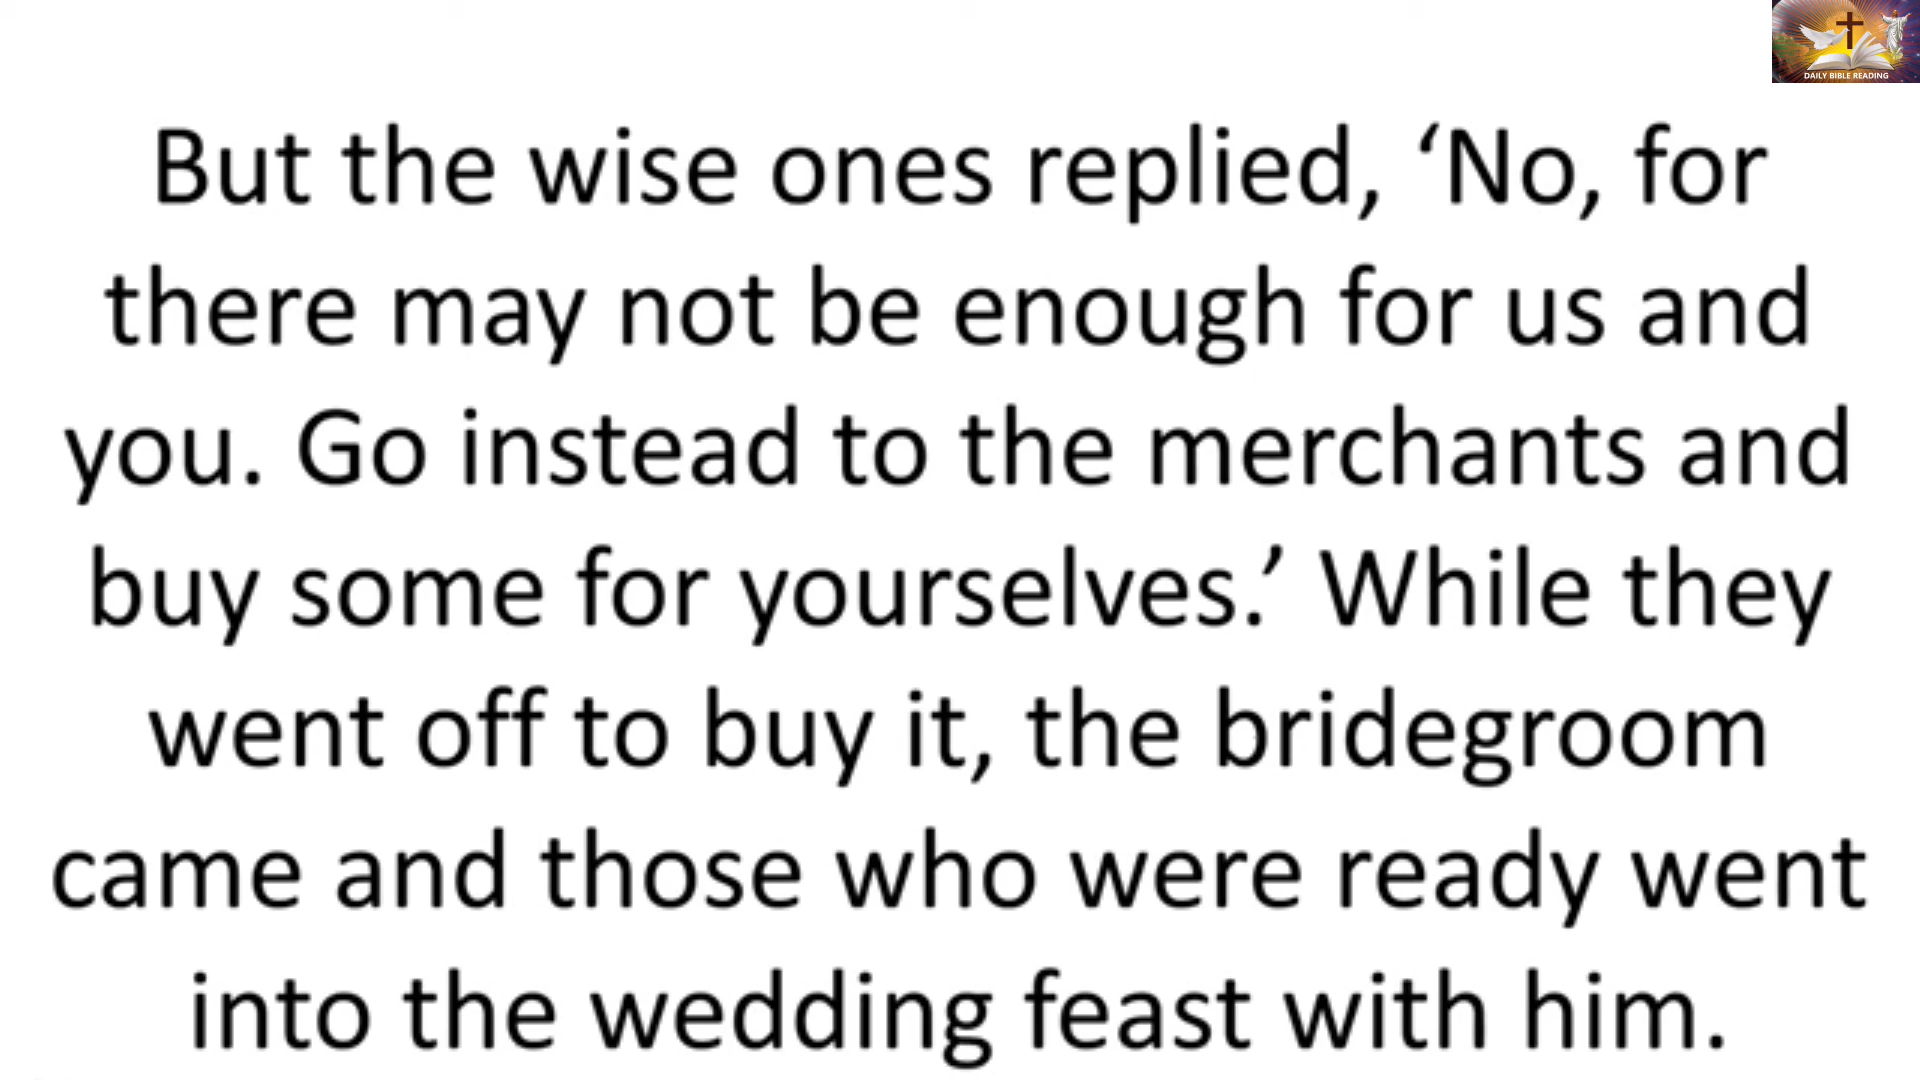 DAILY BIBLE READING
But the wise ones replied, ‘No, for
there may not be enough for us and
you. Go instead to the merchants and
buy some for yourselves.’ While they
went off to buy it, the bridegroom
came and those who were ready went
into the wedding feast with him.